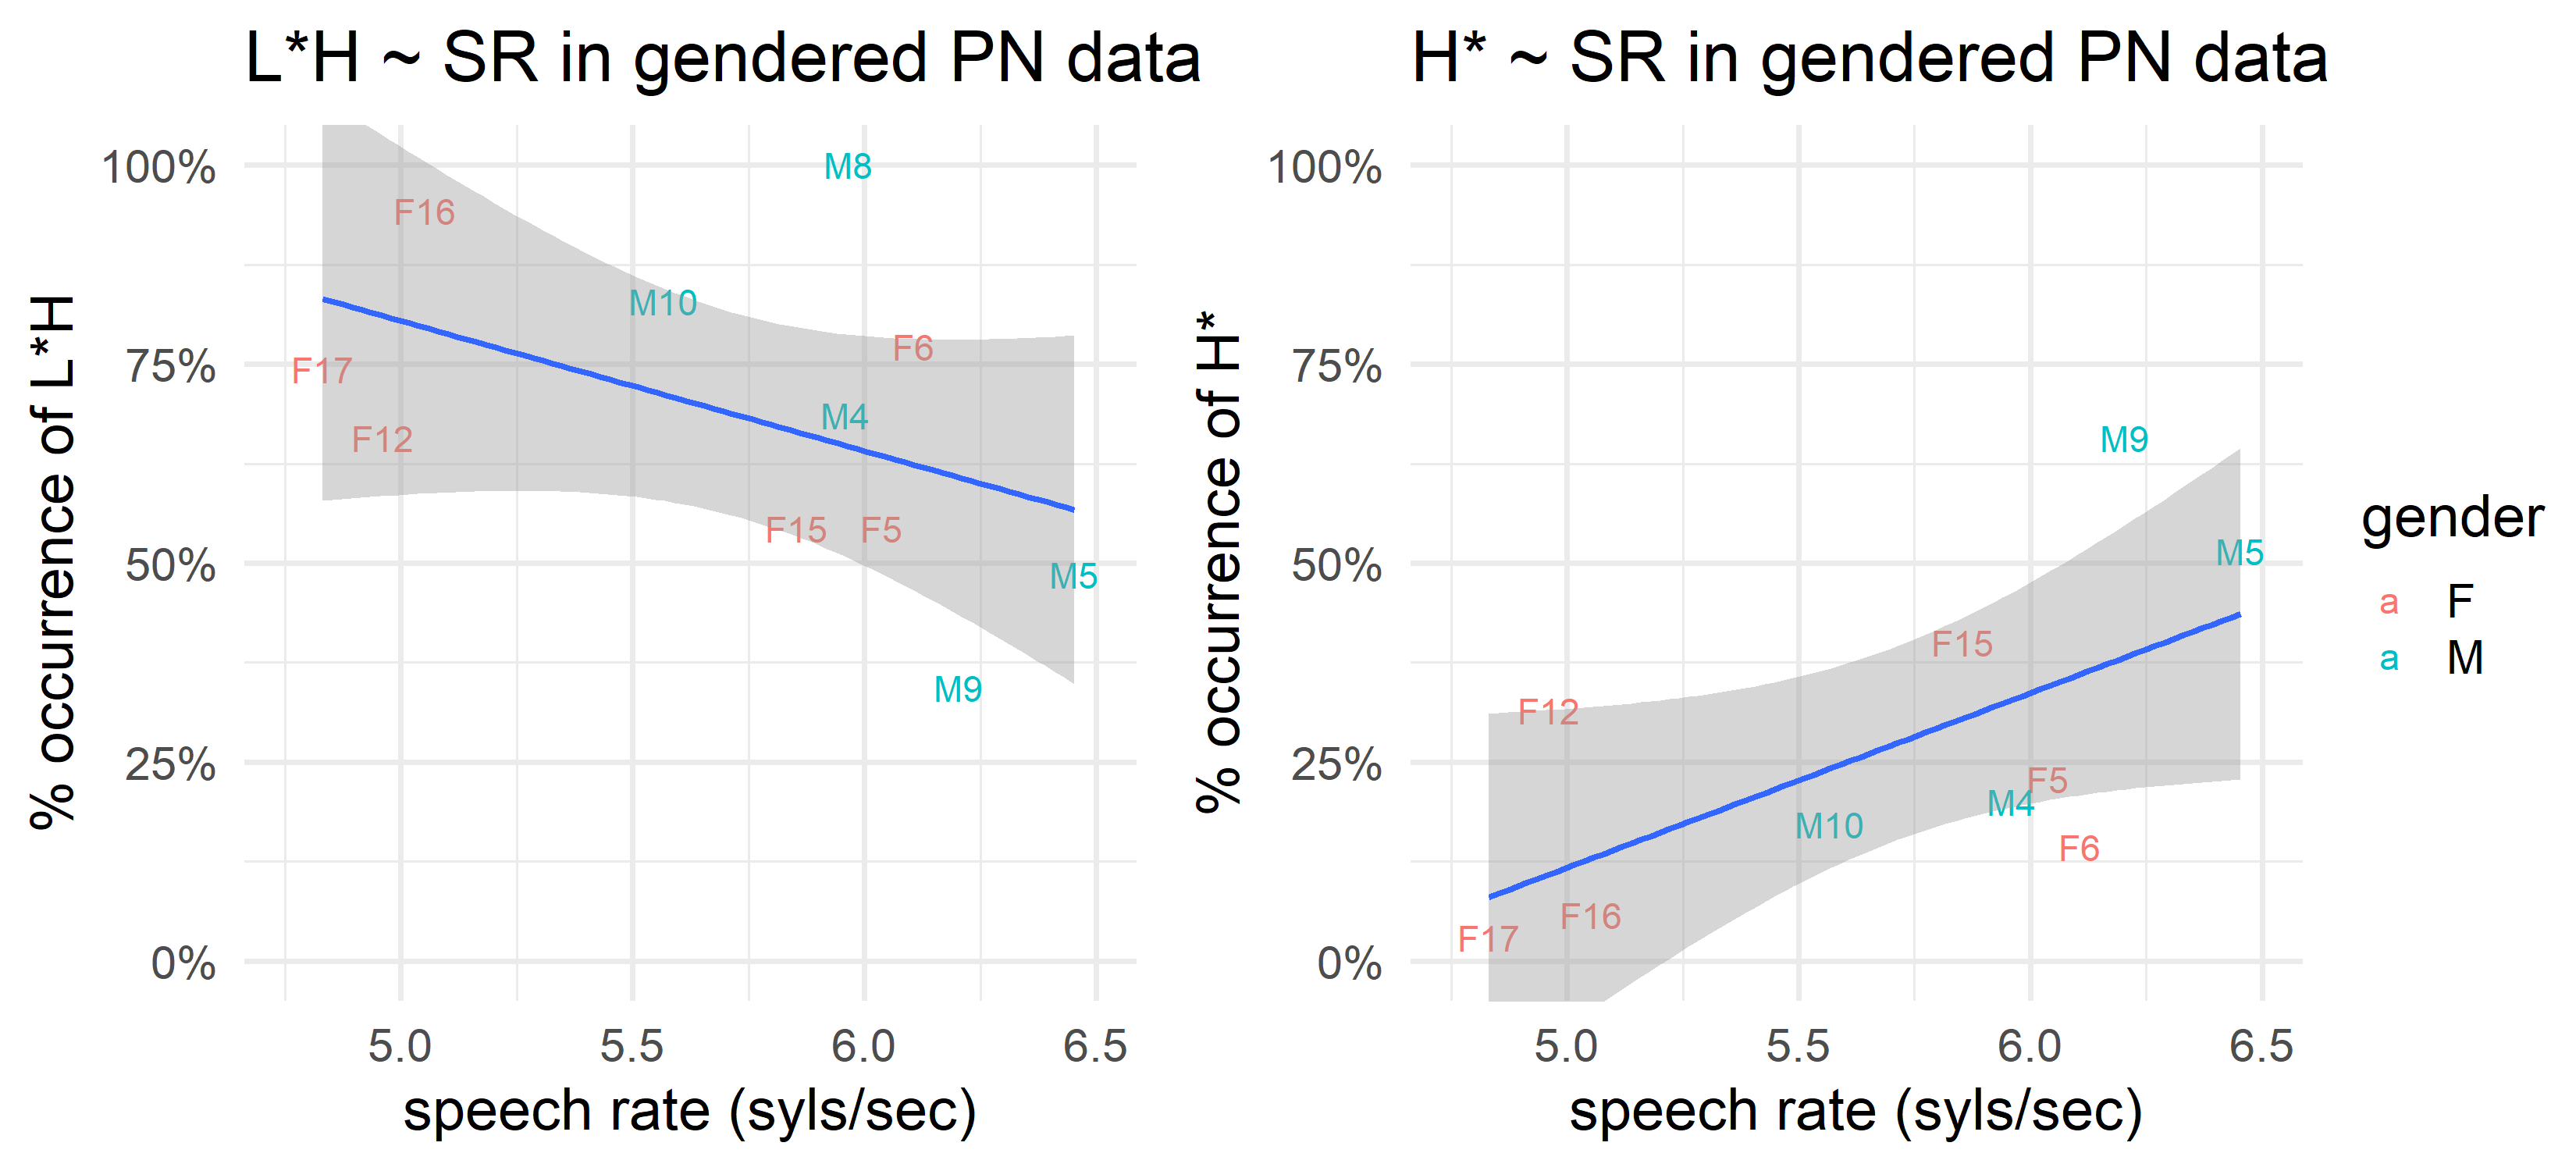 L*H ~ SR in gendered PN data
% occurrence of L*H
100%
75%
50%
25%
0%
M8
F16
M10
F6
F17
M4
F12
F15
F5
M5
M9
5.0
5.5
6.0
6.5
speech rate (syls/sec)
H* ~ SR in gendered PN data
% occurrence of H*
100%
75%
50%
25%
0%
M9
M5
F15
F12
F5
M4
M10
F6
F16
F17
5.0
5.5
6.0
6.5
speech rate (syls/sec)
gender
a F
a M